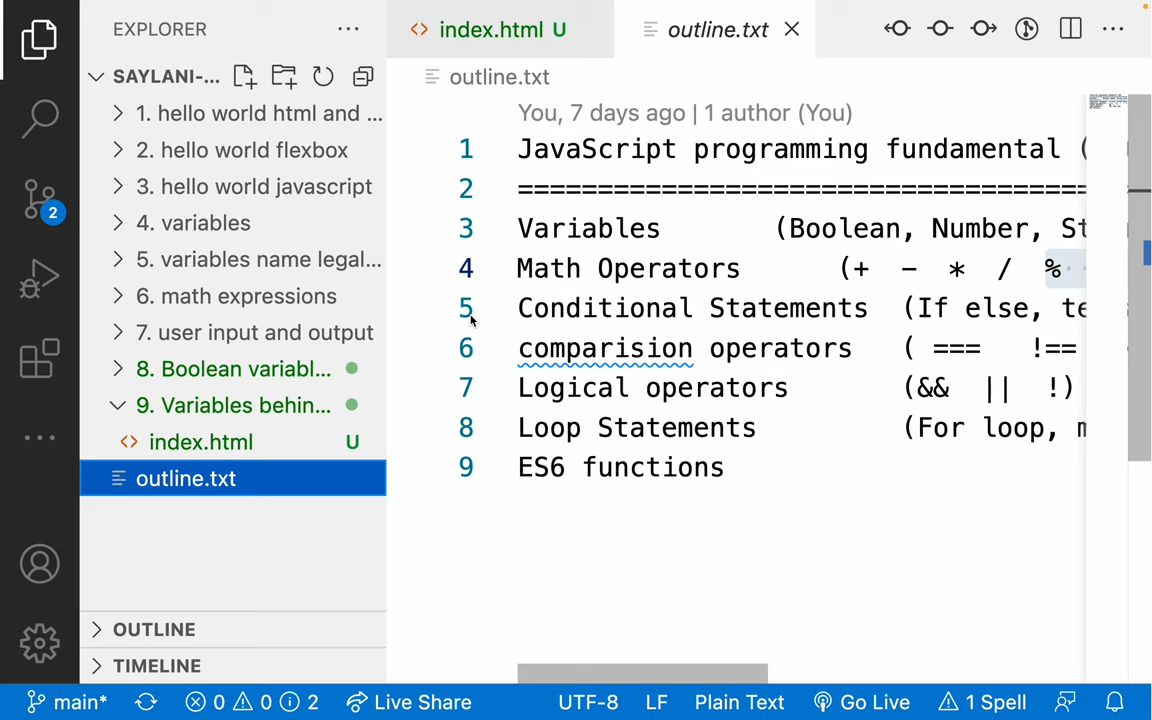 EXPLORER
SAYLANI-...
1. hello world html and ...
2. hello world flexbox
3. hello world javascript
4. variables
5. variables name legal...
6. math expressions
7. user input and output
8. Boolean variabl...
9. Variables behin...
<> index.html U
outline.txt
OUTLINE
TIMELINE
2
<> index.html U
outline.txt
outline.txt
You, 7 days ago | 1 author (You)
1 JavaScript programming fundamental (
2 ====================================
3 Variables (Boolean, Number, St
4 Math Operators (+ - * / %
5 Conditional Statements (If else, te
6 comparision operators ( === !==
7 Logical operators (&& || !)
8 Loop Statements (For loop,
9 ES6 functions
main* 0 0 2 Live Share UTF-8 LF Plain Text Go Live 1 Spell